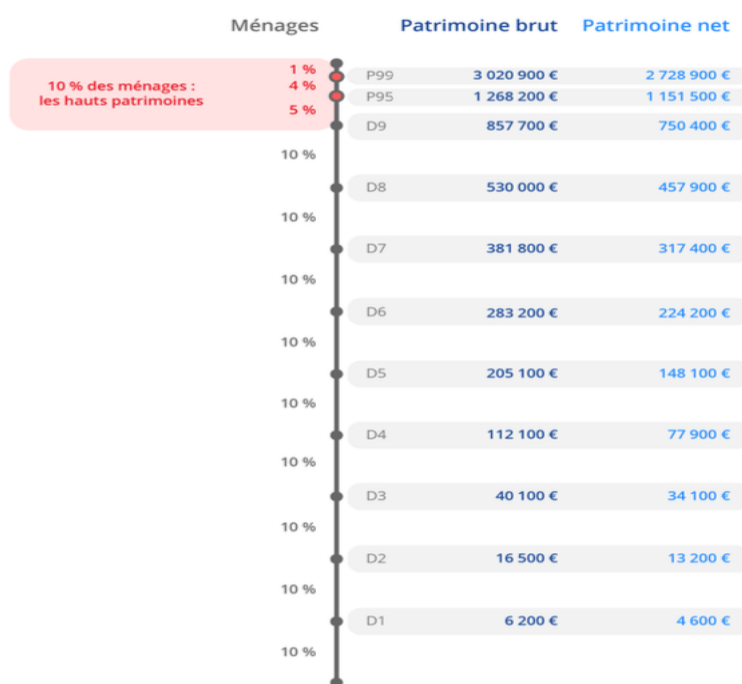 Ménages Patrimoine brut Patrimoine net
1 % P99 3 020 900 € 2 728 900 €
10 % des ménages : 4 %
les hauts patrimoines P95 1 268 200 € 1 151 500 €
5 %
D9 857 700 € 750 400 €
10 %
D8 530 000 € 457 900 €
10 %
D7 381 800 € 317 400 €
10 %
D6 283 200 € 224 200 €
10 %
D5 205 100 € 148 100 €
10 %
D4 112 100 € 77 900 €
10 %
D3 40 100 € 34 100 €
10 %
D2 16 500 € 13 200 €
10 %
D1 6 200 € 4 600 €
10 %